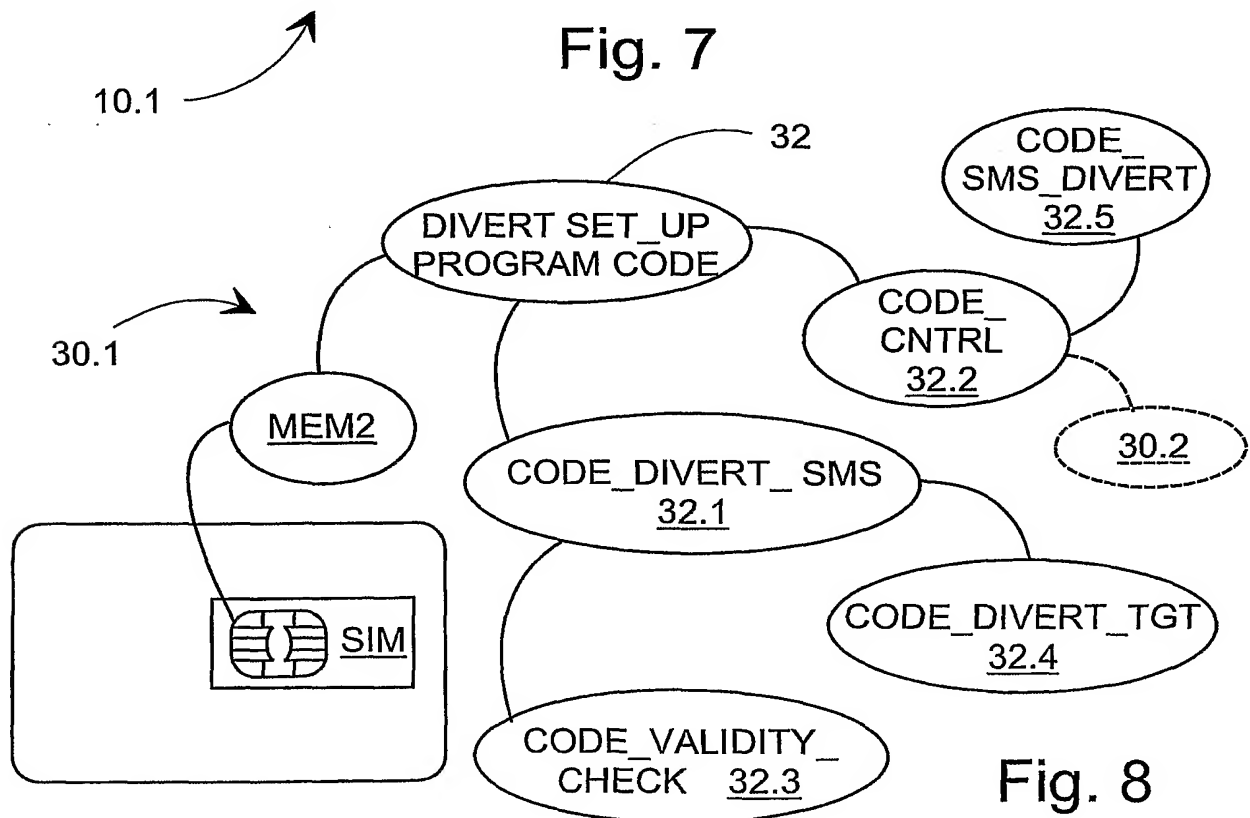 Fig. 7
10.1
32
CODE_
SMS_DIVERT
32.5
DIVERT SET_UP
PROGRAM CODE
CODE_
CNTRL
32.2
30.1
MEM2
30.2
CODE_DIVERT_ SMS
32.1
SIM
CODE_DIVERT_TGT
32.4
CODE_VALIDITY_
CHECK 32.3
Fig. 8